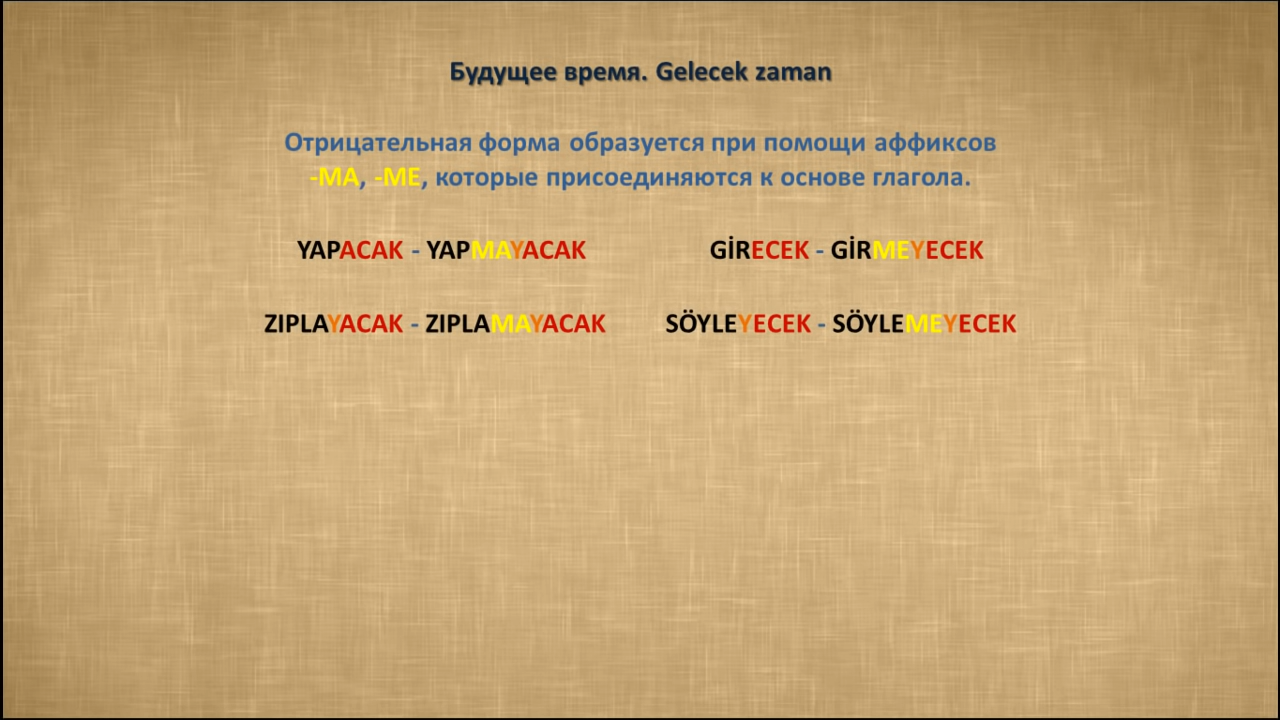 Будущее время. Gelecek zaman
Отрицательная форма образуется при помощи аффиксов
-MA, -ME, которые присоединяются к основе глагола.
YAPACAK - YAPMAYACAK GİRECEK - GİRMEYECEK
ZIPLAYACAK - ZIPLAMAYACAK SÖYLEYECEK - SÖYLEMEYECEK